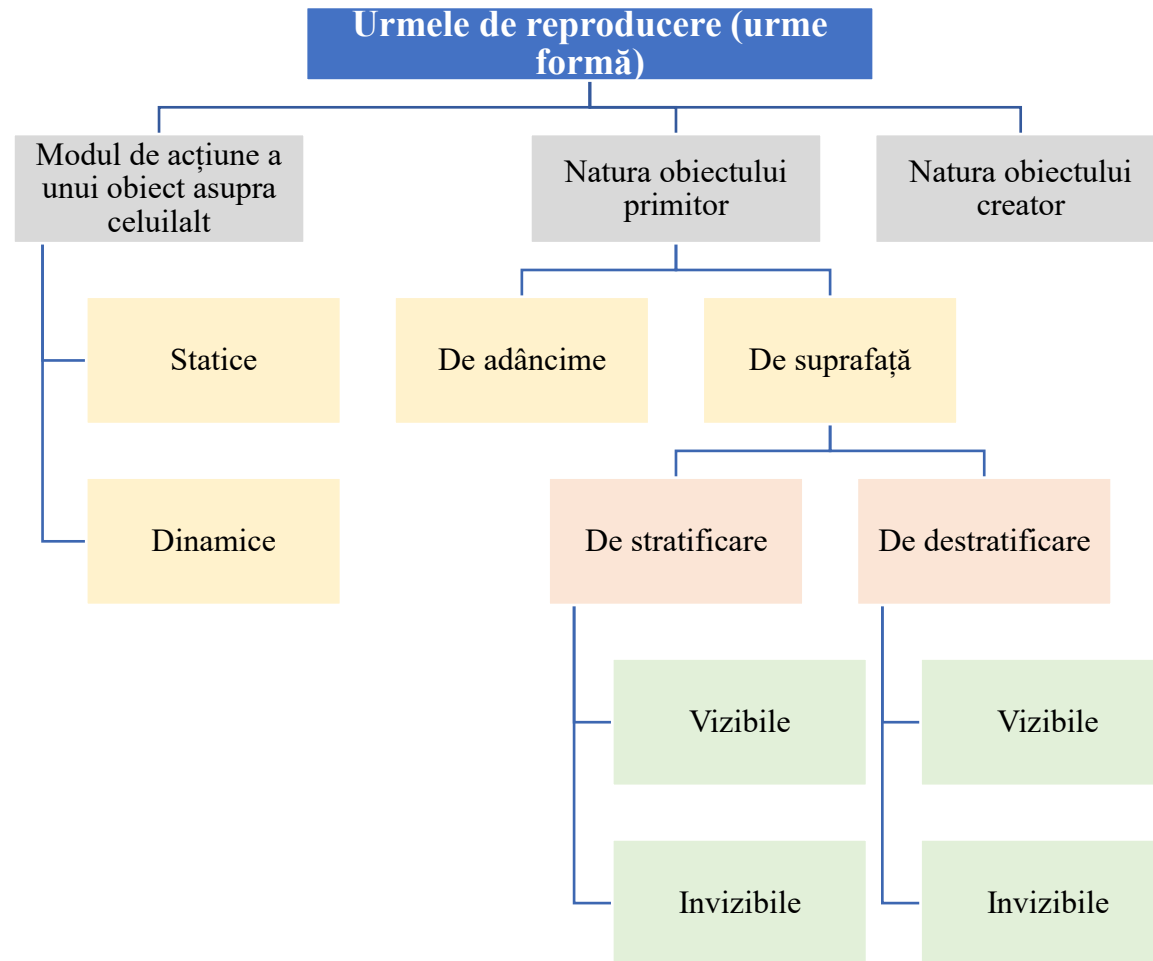 Urmele de reproducere (urme
formă)
Modul de acțiune a
unui obiect asupra
celuilalt
Natura obiectului
primitor
Natura obiectului
creator
Statice
De adâncime
De suprafață
Dinamice
De stratificare
De destratificare
Vizibile
Vizibile
Invizibile
Invizibile